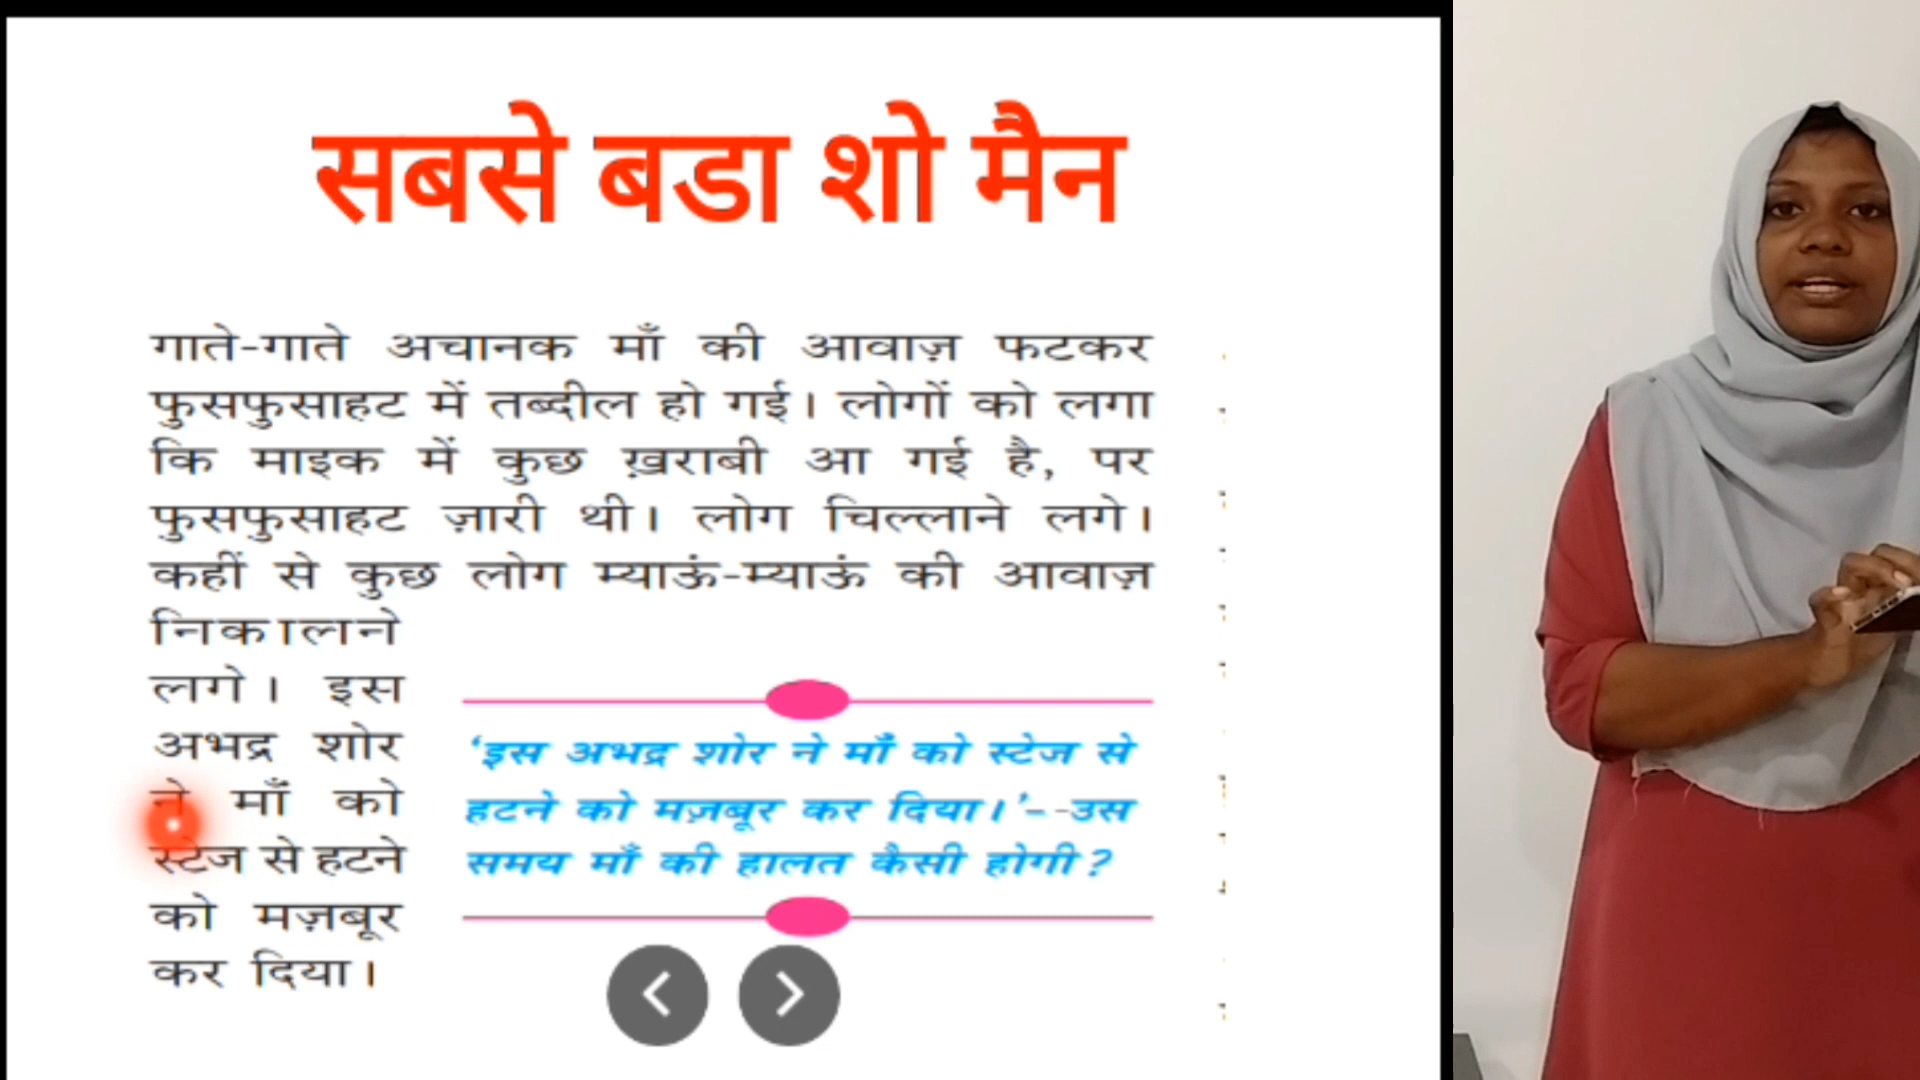 सबसे बडा शो मैन
गाते-गाते अचानक माँ की आवाज़ फटकर
फुसफुसाहट में तब्दील हो गई। लोगों को लगा
कि माइक में कुछ ख़राबी आ गई है, पर
फुसफुसाहट ज़ारी थी। लोग चिल्लाने लगे।
कहीं से कुछ लोग म्याऊं-म्याऊं की आवाज़
निकालने
लगे। इस
अभद्र शोर
ने माँ को
स्टेज से हटने
को मज़बूर
कर दिया।
‘इस अभद्र शोर ने माँ को स्टेज से
हटने को मज़बूर कर दिया।’- -उस
समय माँ की हालत कैसी होगी?